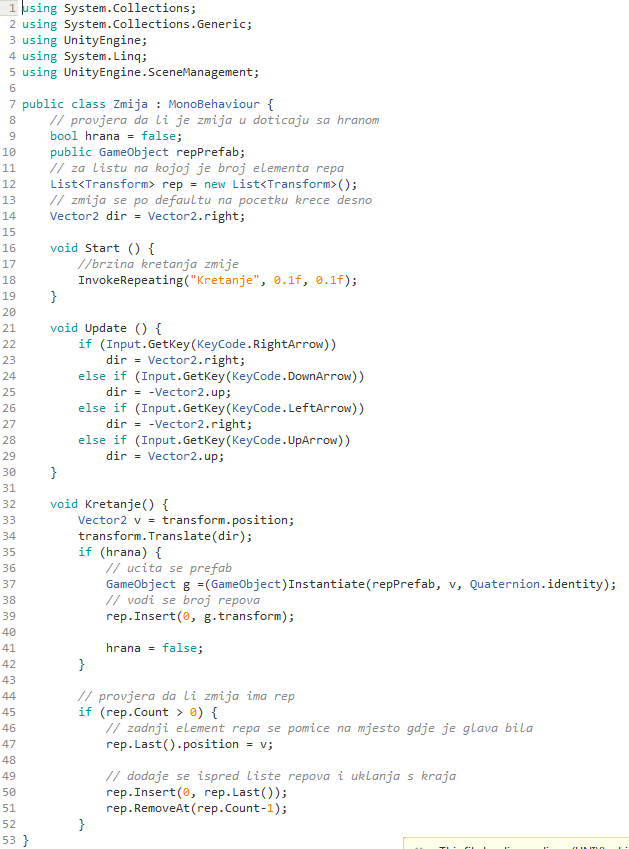 1 using System.Collections;
2 using System.Collections.Generic;
3 using UnityEngine;
4 using System.Linq;
5 using UnityEngine.SceneManagement;
6
7 public class Zmija : MonoBehaviour {
8     // provjera da li je zmija u doticaju sa hranom
9     bool hrana = false;
10     public GameObject repPrefab;
11     // za listu na kojoj je broj elementa repa
12     List<Transform> rep = new List<Transform>();
13     // zmija se po defaultu na pocetku krece desno
14     Vector2 dir = Vector2.right;
15
16     void Start () {
17         //brzina kretanja zmije
18         InvokeRepeating("Kretanje", 0.1f, 0.1f);
19     }
20
21     void Update () {
22         if (Input.GetKey(KeyCode.RightArrow))
23             dir = Vector2.right;
24         else if (Input.GetKey(KeyCode.DownArrow))
25             dir = -Vector2.up;
26         else if (Input.GetKey(KeyCode.LeftArrow))
27             dir = -Vector2.right;
28         else if (Input.GetKey(KeyCode.UpArrow))
29             dir = Vector2.up;
30     }
31
32     void Kretanje() {
33         Vector2 v = transform.position;
34         transform.Translate(dir);
35         if (hrana) {
36             // ucita se prefab
37             GameObject g =(GameObject)Instantiate(repPrefab, v, Quaternion.identity);
38             // vodi se broj repova
39             rep.Insert(0, g.transform);
40
41             hrana = false;
42         }
43
44         // provjera da li zmija ima rep
45         if (rep.Count > 0) {
46             // zadnji element repa se pomice na mjesto gdje je glava bila
47             rep.Last().position = v;
48
49             // dodaje se ispred liste repova i uklanja s kraja
50             rep.Insert(0, rep.Last());
51             rep.RemoveAt(rep.Count-1);
52         }
53 }